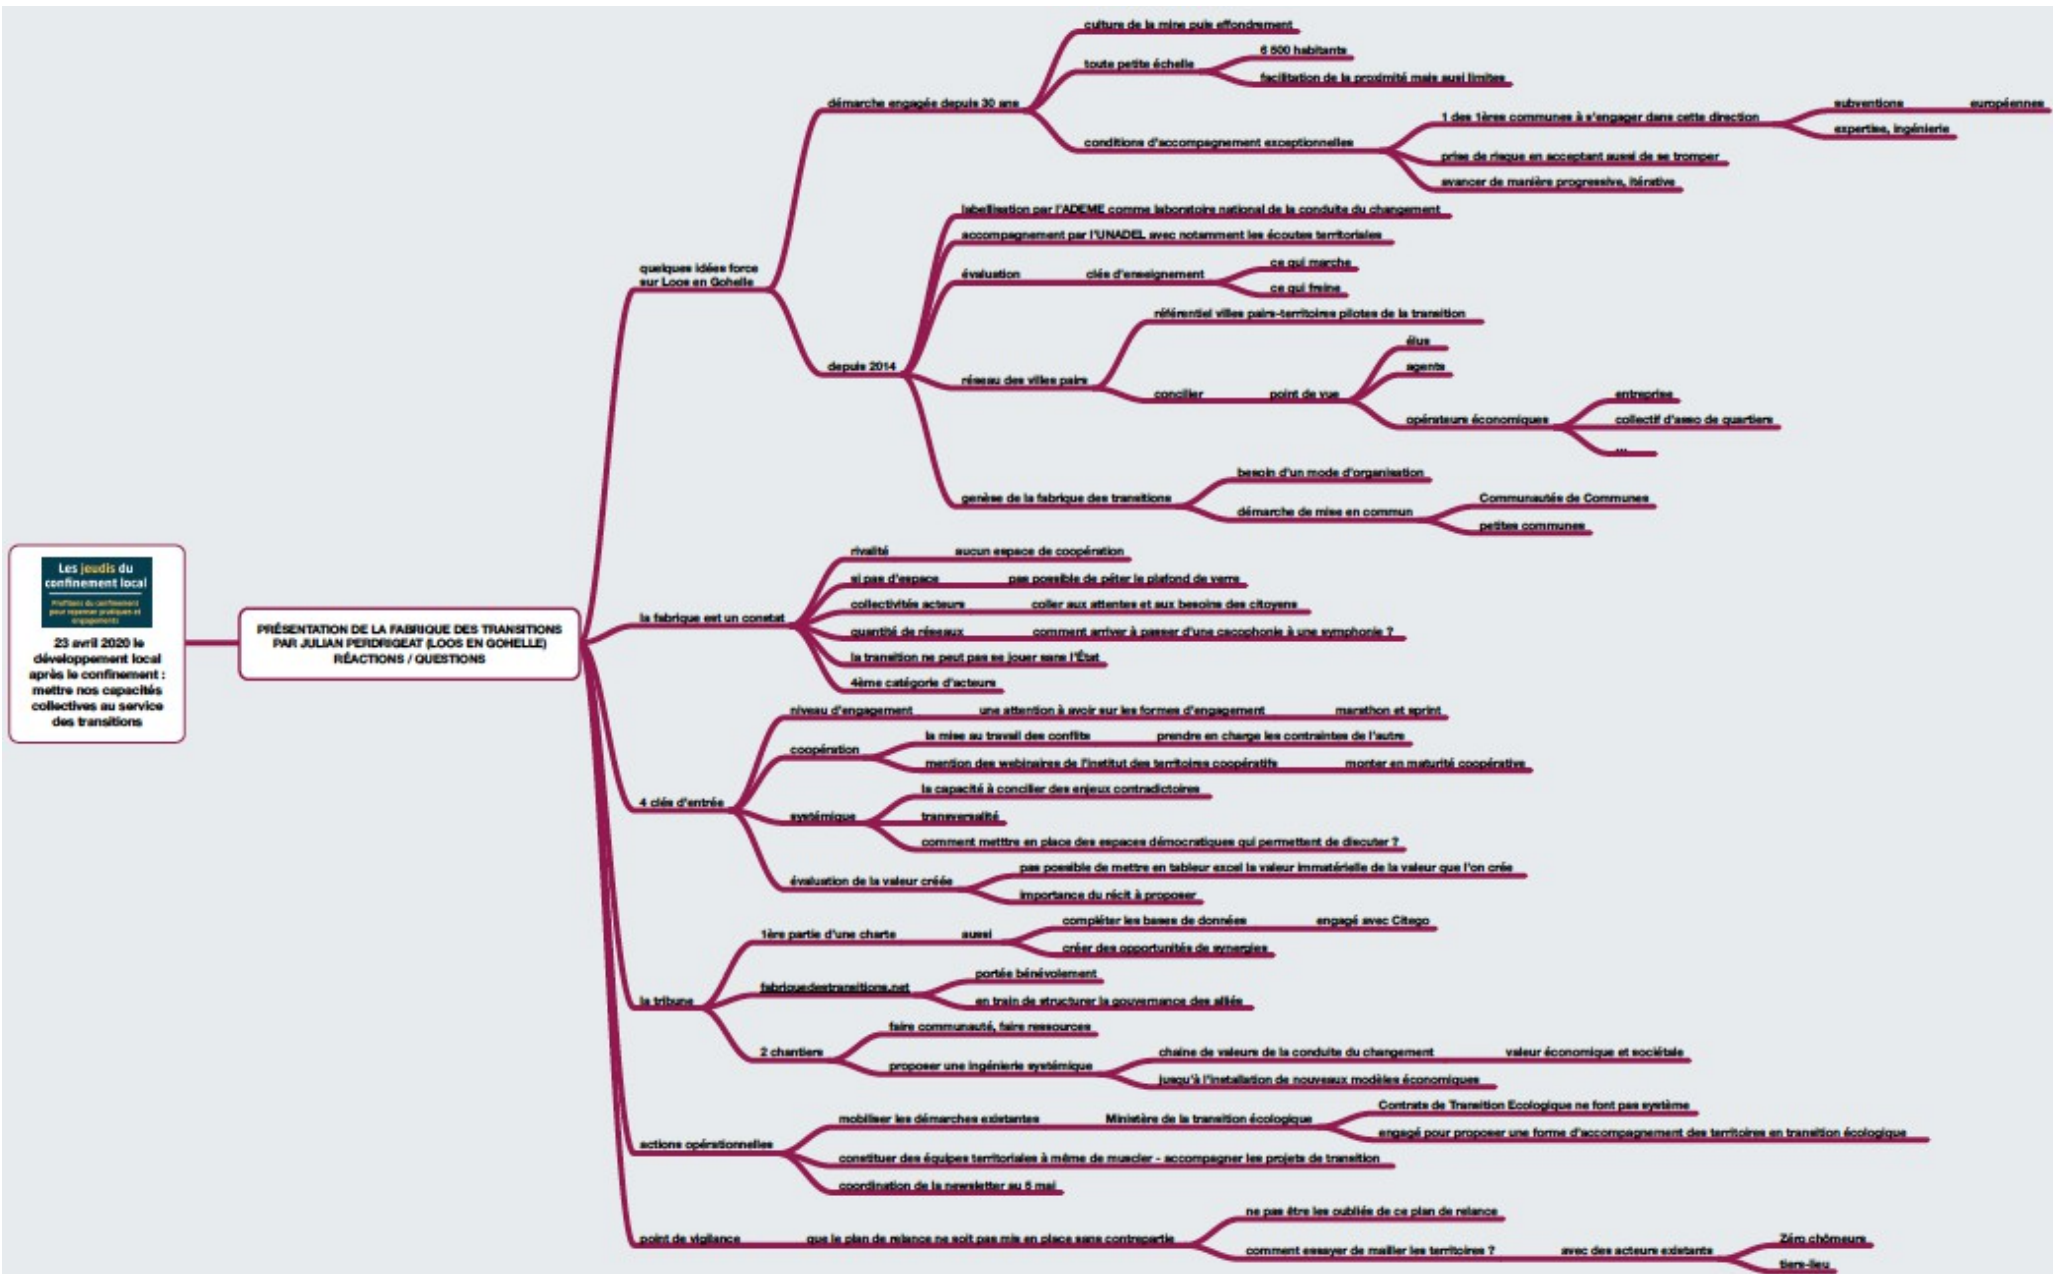 culture de la mine puis effondrement
6 800 habitants
toute petite échelle
facilitation de la proximité mais aussi limites
démarche engagée depuis 30 ans
subventions européennes
1 des 1ères communes à s'engager dans cette direction
expertise, ingénierie
conditions d'accompagnement exceptionnelles
prise de risque en acceptant aussi de se tromper
avancer de manière progressive, itérative
labellisation par l'ADEME comme laboratoire national de la conduite du changement
accompagnement par l'UNADEL avec notamment les écoutes territoriales
quelques idées force
sur Loos en Gohelle
ce qui marche
évaluation clés d'enseignement
ce qui freine
référentiel villes pairs-territoires pilotes de la transition
élus
depuis 2014
agents
réseau des villes pairs
concilier point de vue
entreprise
opérateurs économiques
collectif d'asso de quartiers
...
besoin d'un mode d'organisation
genèse de la fabrique des transitions
Communautés de Communes
démarche de mise en commun
petites communes
Les jeudis du
confinement local
Profitons du confinement
pour repenser pratiques et
engagements
23 avril 2020 le
développement local
après le confinement :
mettre nos capacités
collectives au service
des transitions
PRÉSENTATION DE LA FABRIQUE DES TRANSITIONS
PAR JULIAN PERDRIGEAT (LOOS EN GOHELLE)
RÉACTIONS / QUESTIONS
rivalité aucun espace de coopération
si pas d'espace pas possible de péter le plafond de verre
collectivités acteurs coller aux attentes et aux besoins des citoyens
la fabrique est un constat
quantité de réseaux comment arriver à passer d'une cacophonie à une symphonie ?
la transition ne peut pas se jouer sans l'État
4ème catégorie d'acteurs
niveau d'engagement une attention à avoir sur les formes d'engagement marathon et sprint
la mise au travail des conflits prendre en charge les contraintes de l'autre
coopération
mention des webinaires de l'institut des territoires coopératifs monter en maturité coopérative
la capacité à concilier des enjeux contradictoires
4 clés d'entrée
systémique transversalité
comment metttre en place des espaces démocratiques qui permettent de discuter ?
pas possible de mettre en tableur excel la valeur immatérielle de la valeur que l'on crée
évaluation de la valeur créée
importance du récit à proposer
compléter les bases de données engagé avec Citego
1ère partie d'une charte aussi
créer des opportunités de synergies
portée bénévolement
la tribune
fabriquedestransitions.net
en train de structurer la gouvernance des alliés
faire communauté, faire ressources
2 chantiers
chaine de valeurs de la conduite du changement valeur économique et sociétale
proposer une ingénierie systémique
jusqu'à l'installation de nouveaux modèles économiques
Contrats de Transition Ecologique ne font pas système
mobiliser les démarches existantes Ministère de la transition écologique
engagé pour proposer une forme d'accompagnement des territoires en transition écologique
actions opérationnelles
constituer des équipes territoriales à même de muscler - accompagner les projets de transition
coordination de la newsletter au 5 mai
ne pas être les oubliés de ce plan de relance
point de vigilance que le plan de relance ne soit pas mis en place sans contrepartie
comment essayer de mailler les territoires ? avec des acteurs existants
Zéro chômeurs
tiers-lieu